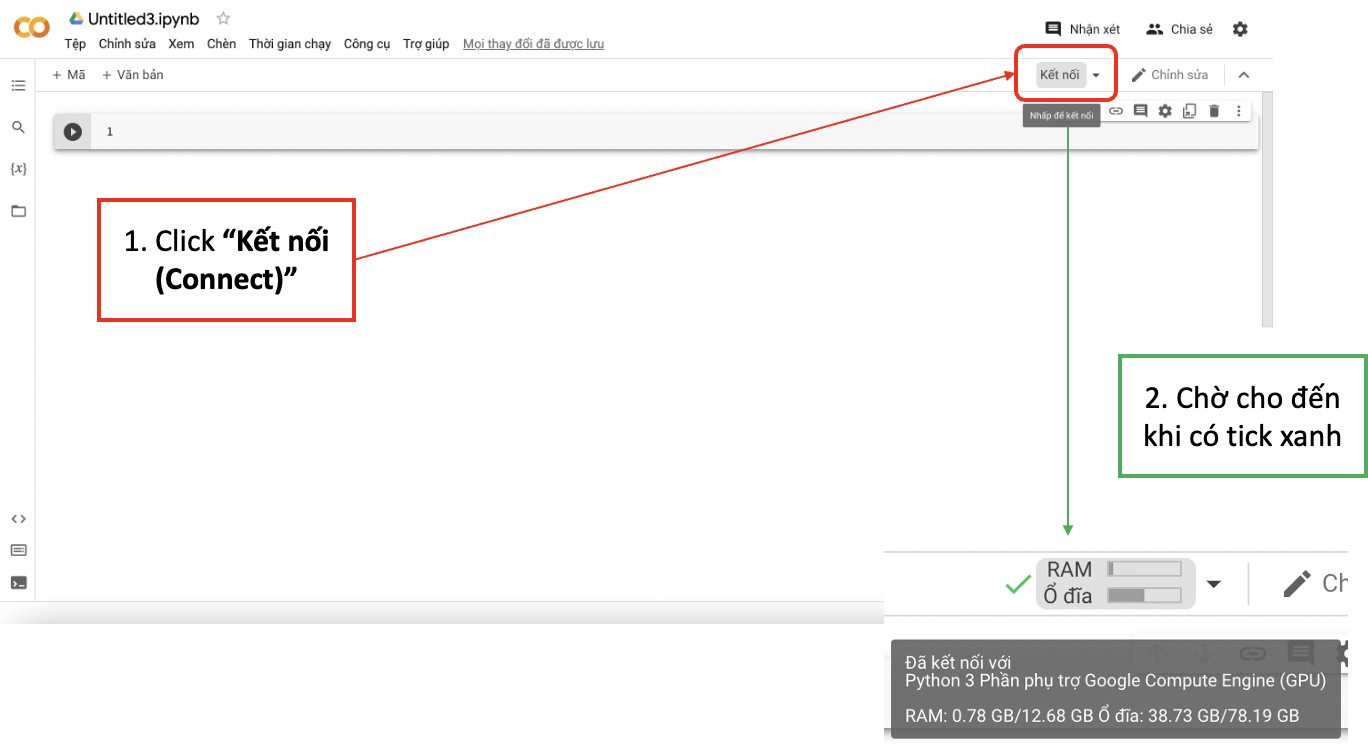 Untitled3.ipynb
Nhận xét
Chia sẻ
Tệp Chỉnh sửa Xem Chèn Thời gian chạy Công cụ Trợ giúp Mọi thay đổi đã được lưu
+ Mã + Văn bản
Kết nối
Chỉnh sửa
Nhấp để kết nối
1
{x}
1. Click “Kết nối
(Connect)”
2. Chờ cho đến
khi có tick xanh
RAM
Ổ đĩa
Ch
Đã kết nối với
Python 3 Phần phụ trợ Google Compute Engine (GPU)
RAM: 0.78 GB/12.68 GB Ổ đĩa: 38.73 GB/78.19 GB